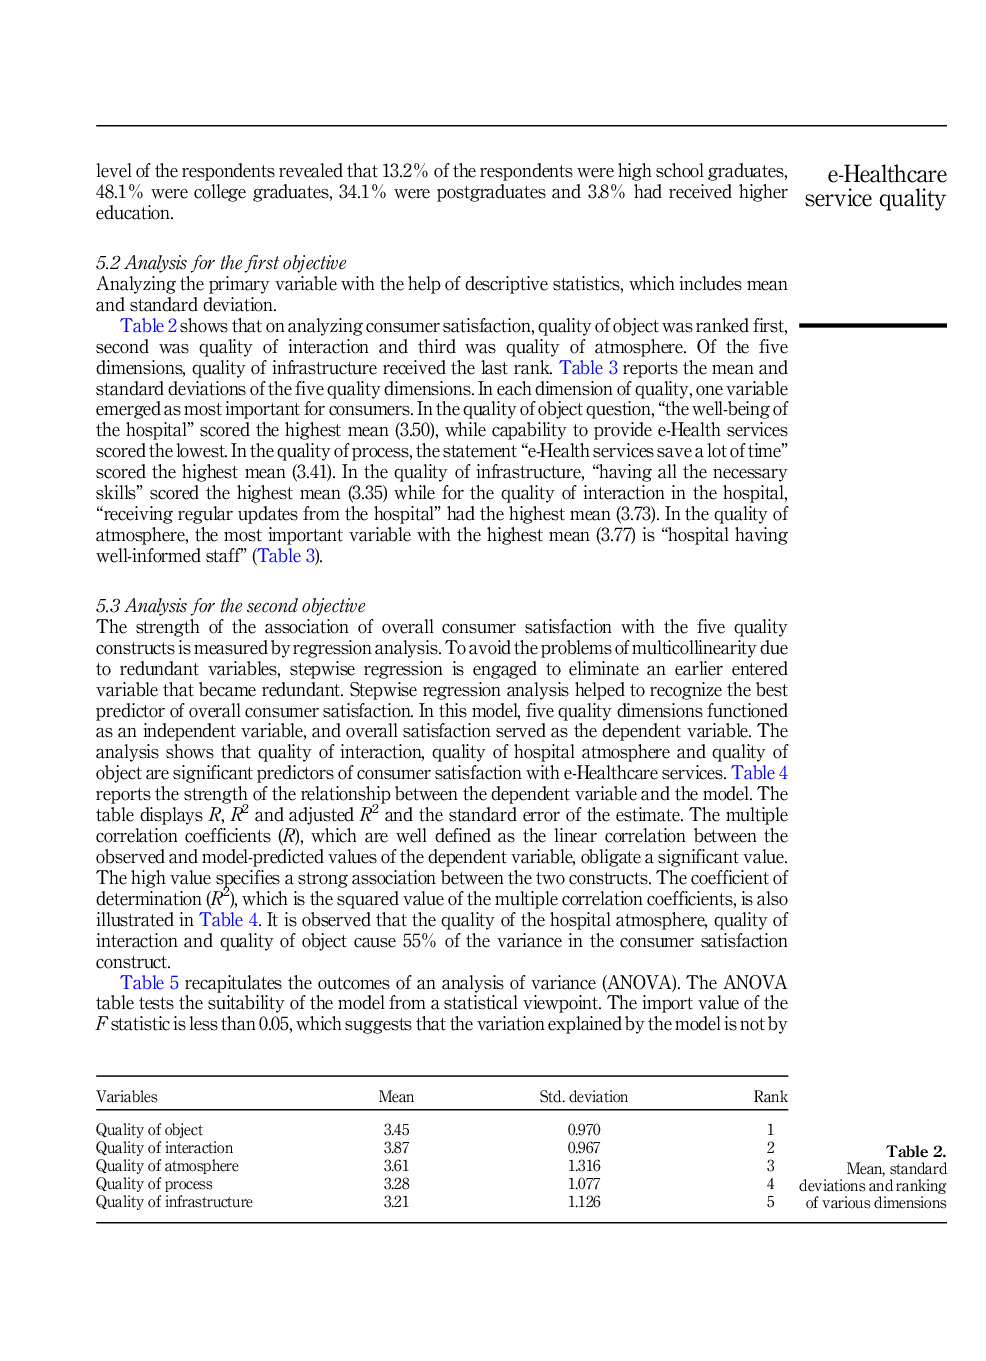 e-Healthcare
service quality
level of the respondents revealed that 13.2% of the respondents were high school graduates,
48.1% were college graduates, 34.1% were postgraduates and 3.8% had received higher
education.
5.2 Analysis for the first objective
Analyzing the primary variable with the help of descriptive statistics, which includes mean
and standard deviation.
Table 2 shows that on analyzing consumer satisfaction, quality of object was ranked first,
second was quality of interaction and third was quality of atmosphere. Of the five
dimensions, quality of infrastructure received the last rank. Table 3 reports the mean and
standard deviations of the five quality dimensions. In each dimension of quality, one variable
emerged as most important for consumers. In the quality of object question, “the well-being of
the hospital” scored the highest mean (3.50), while capability to provide e-Health services
scored the lowest. In the quality of process, the statement “e-Health services save a lot of time”
scored the highest mean (3.41). In the quality of infrastructure, “having all the necessary
skills” scored the highest mean (3.35) while for the quality of interaction in the hospital,
“receiving regular updates from the hospital” had the highest mean (3.73). In the quality of
atmosphere, the most important variable with the highest mean (3.77) is “hospital having
well-informed staff” (Table 3).
5.3 Analysis for the second objective
The strength of the association of overall consumer satisfaction with the five quality
constructs is measured by regression analysis. To avoid the problems of multicollinearity due
to redundant variables, stepwise regression is engaged to eliminate an earlier entered
variable that became redundant. Stepwise regression analysis helped to recognize the best
predictor of overall consumer satisfaction. In this model, five quality dimensions functioned
as an independent variable, and overall satisfaction served as the dependent variable. The
analysis shows that quality of interaction, quality of hospital atmosphere and quality of
object are significant predictors of consumer satisfaction with e-Healthcare services. Table 4
reports the strength of the relationship between the dependent variable and the model. The
table displays R, R² and adjusted R² and the standard error of the estimate. The multiple
correlation coefficients (R), which are well defined as the linear correlation between the
observed and model-predicted values of the dependent variable, obligate a significant value.
The high value specifies a strong association between the two constructs. The coefficient of
determination (R²), which is the squared value of the multiple correlation coefficients, is also
illustrated in Table 4. It is observed that the quality of the hospital atmosphere, quality of
interaction and quality of object cause 55% of the variance in the consumer satisfaction
construct.
Table 5 recapitulates the outcomes of an analysis of variance (ANOVA). The ANOVA
table tests the suitability of the model from a statistical viewpoint. The import value of the
F statistic is less than 0.05, which suggests that the variation explained by the model is not by
Variables Mean Std. deviation Rank
Quality of object 3.45 0.970 1
Quality of interaction 3.87 0.967 2
Quality of atmosphere 3.61 1.316 3
Quality of process 3.28 1.077 4
Quality of infrastructure 3.21 1.126 5
Table 2.
Mean, standard
deviations and ranking
of various dimensions